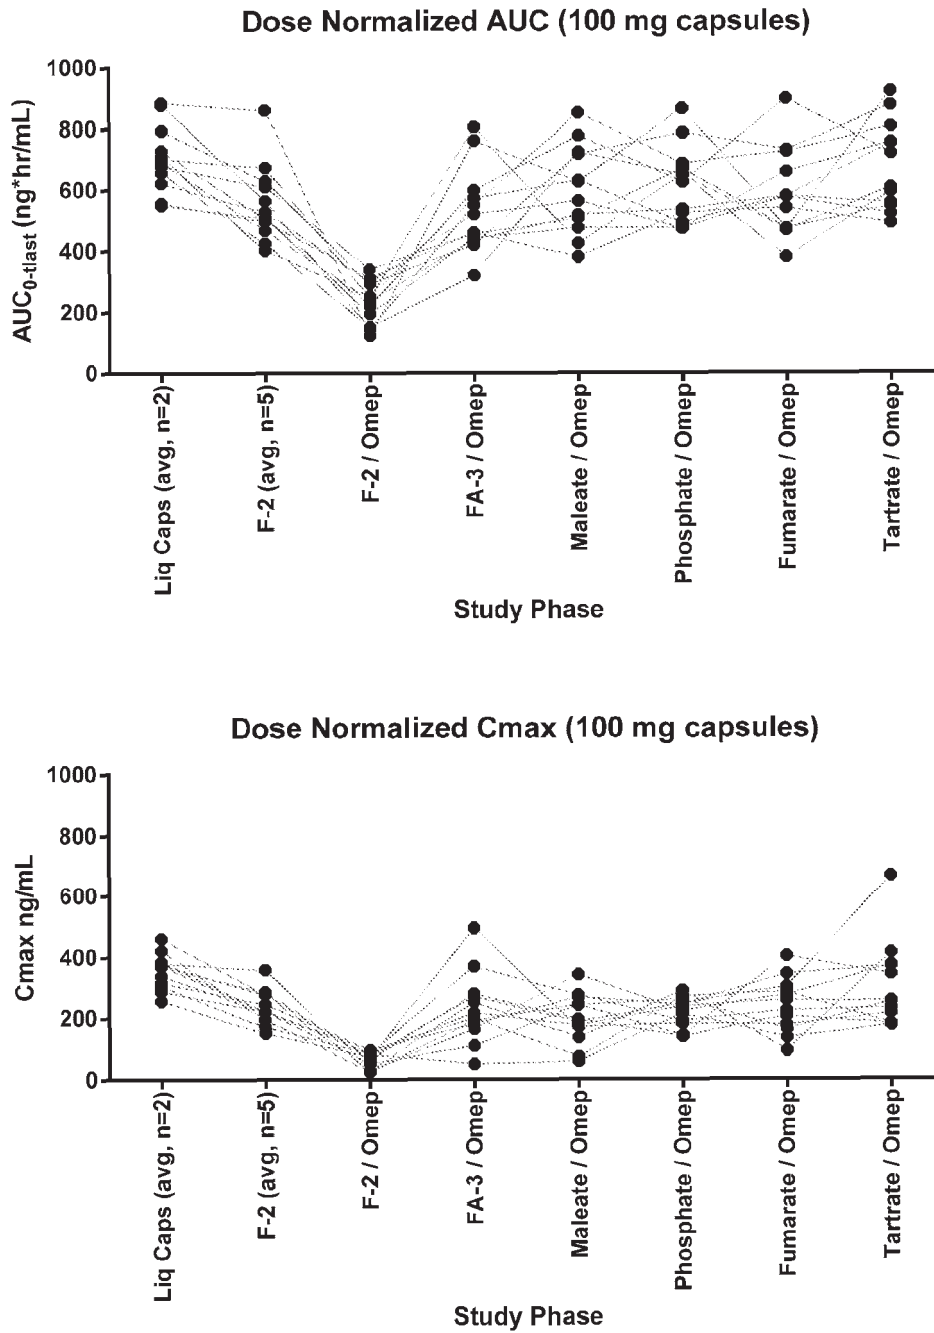 Dose Normalized AUC (100 mg capsules)
AUC0-tlast (ng*hr/mL)
1000
800
600
400
200
0
Liq Caps (avg, n=2)
F-2 (avg, n=5)
F-2 / Omep
FA-3 / Omep
Maleate / Omep
Phosphate / Omep
Fumarate / Omep
Tartrate / Omep
Study Phase
Dose Normalized Cmax (100 mg capsules)
Cmax ng/mL
1000
800
600
400
200
0
Liq Caps (avg, n=2)
F-2 (avg, n=5)
F-2 / Omep
FA-3 / Omep
Maleate / Omep
Phosphate / Omep
Fumarate / Omep
Tartrate / Omep
Study Phase